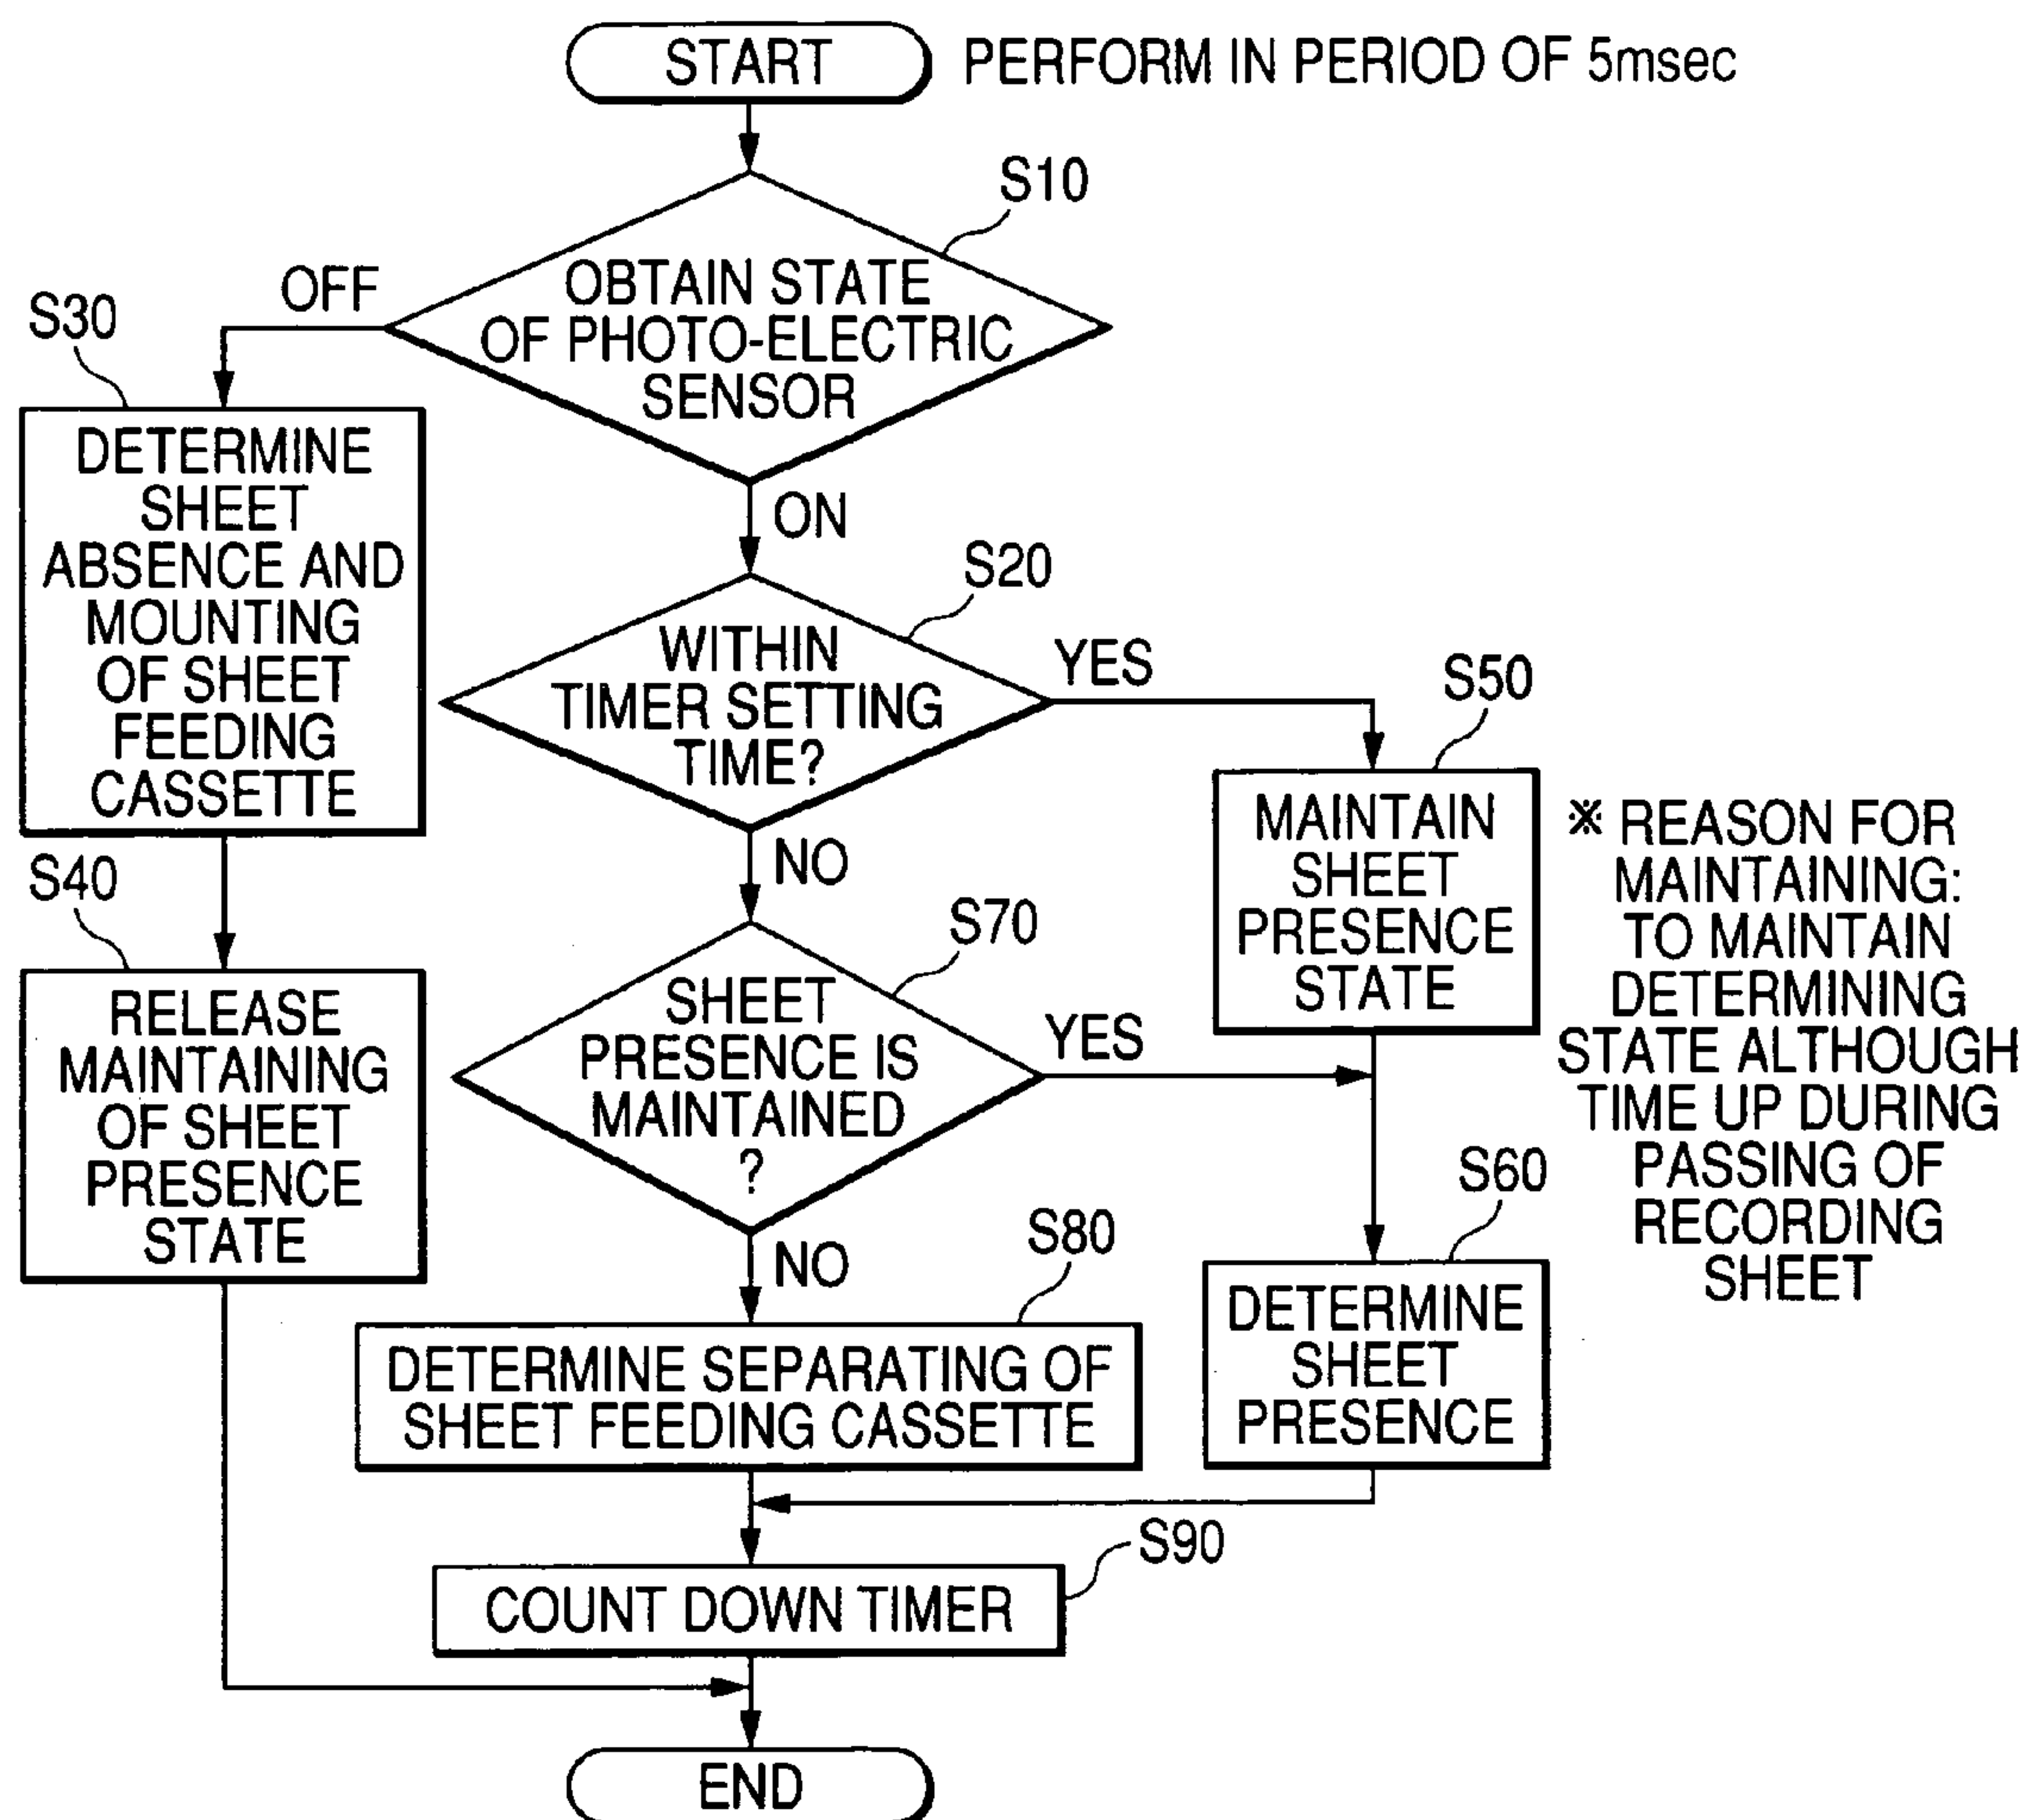 START
PERFORM IN PERIOD OF 5msec
S10
OBTAIN STATE
OF PHOTO-ELECTRIC
SENSOR
OFF
ON
S30
DETERMINE
SHEET
ABSENCE AND
MOUNTING
OF SHEET
FEEDING
CASSETTE
S20
WITHIN
TIMER SETTING
TIME?
YES
NO
S50
MAINTAIN
SHEET
PRESENCE
STATE
※ REASON FOR
MAINTAINING:
TO MAINTAIN
DETERMINING
STATE ALTHOUGH
TIME UP DURING
PASSING OF
RECORDING
SHEET
S40
RELEASE
MAINTAINING
OF SHEET
PRESENCE
STATE
S70
SHEET
PRESENCE IS
MAINTAINED
?
YES
NO
S60
DETERMINE
SHEET
PRESENCE
S80
DETERMINE SEPARATING OF
SHEET FEEDING CASSETTE
S90
COUNT DOWN TIMER
END